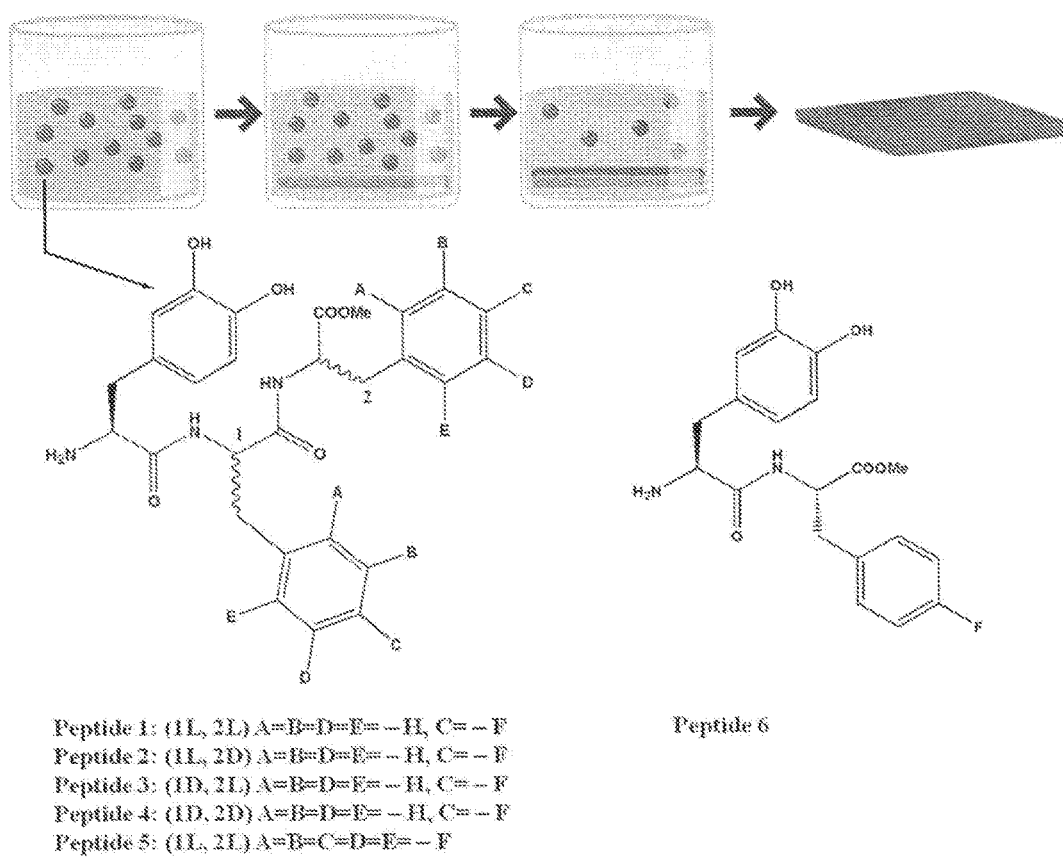 OH
OH
B
A
C
COOMe
HN
D
2
E
H
N
1
H₂N
O
O
A
B
E
C
D
OH
OH
H
N
COOMe
H₂N
O
F
Peptide 1: (1L, 2L) A=B=D=E= – H, C= – F
Peptide 2: (1L, 2D) A=B=D=E= – H, C= – F
Peptide 3: (1D, 2L) A=B=D=E= – H, C= – F
Peptide 4: (1D, 2D) A=B=D=E= – H, C= – F
Peptide 5: (1L, 2L) A=B=C=D=E= – F
Peptide 6